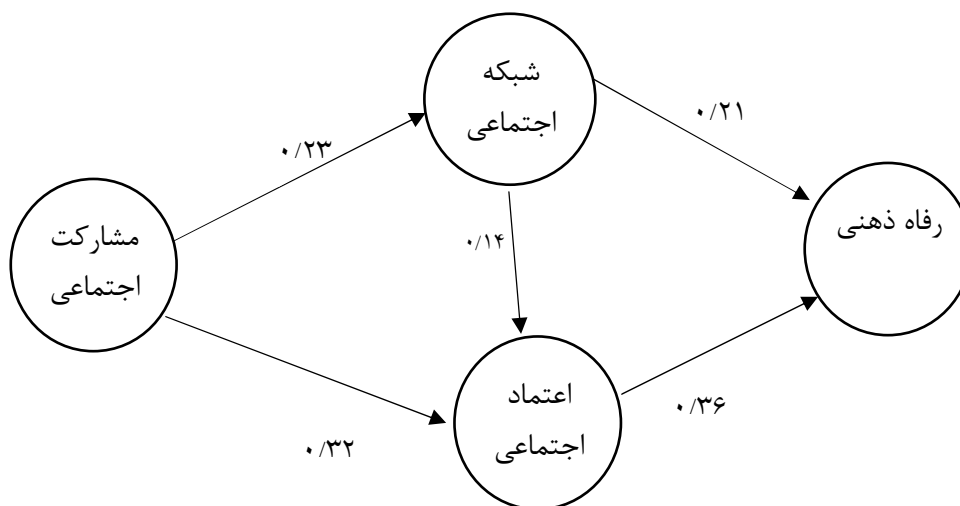 شبکه
اجتماعی
۰/۲۱
۰/۲۳
مشارکت
اجتماعی
رفاه ذهنی
۰/۱۴
اعتماد
اجتماعی
۰/۳۶
۰/۳۲